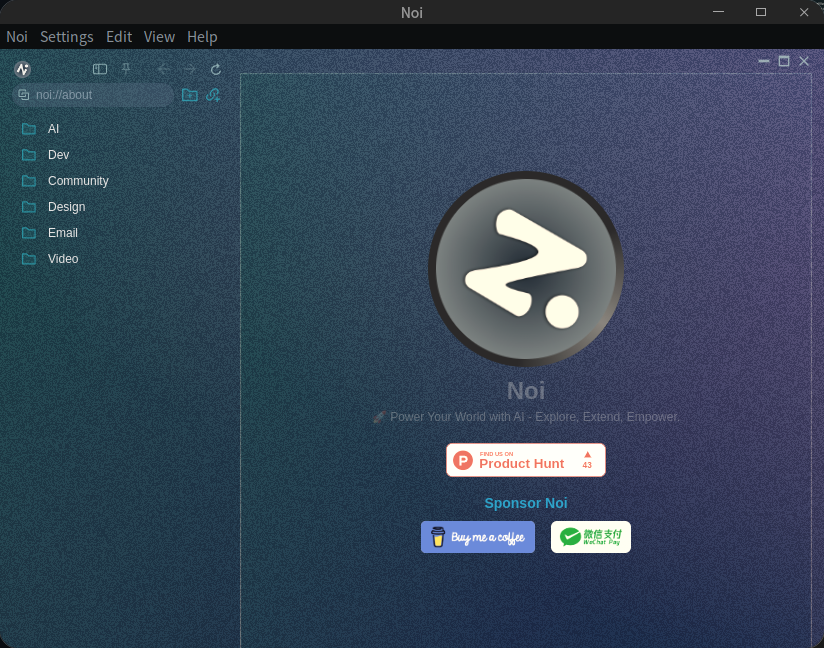 Noi
Noi Settings Edit View Help
noi://about
AI
Dev
Community
Design
Email
Video
Noi
🚀 Power Your World with AI - Explore, Extend, Empower.
FIND US ON
Product Hunt
43
Sponsor Noi
Buy me a coffee
微信支付
WeChat Pay